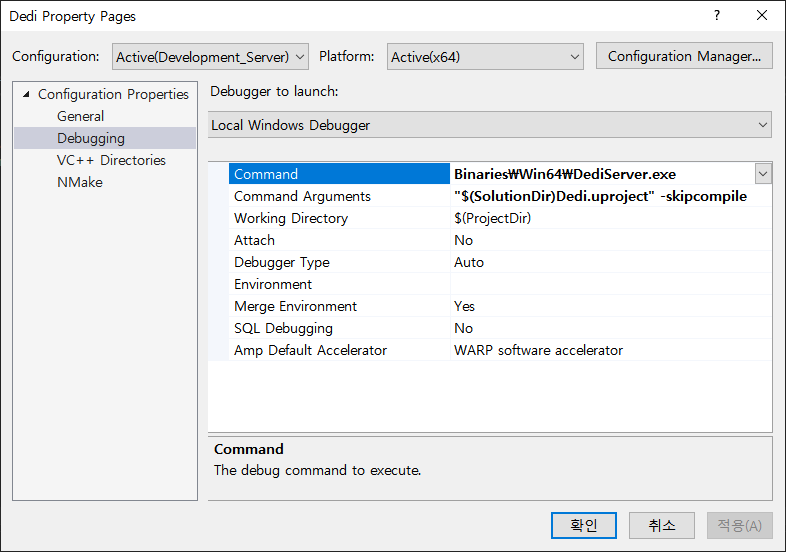 Dedi Property Pages
Configuration: Active(Development_Server) Platform: Active(x64) Configuration Manager...
Configuration Properties
General
Debugging
VC++ Directories
NMake
Debugger to launch:
Local Windows Debugger
Command Binaries₩Win64₩DediServer.exe
Command Arguments "$(SolutionDir)Dedi.uproject" -skipcompile
Working Directory $(ProjectDir)
Attach No
Debugger Type Auto
Environment
Merge Environment Yes
SQL Debugging No
Amp Default Accelerator WARP software accelerator
Command
The debug command to execute.
확인 취소 적용(A)